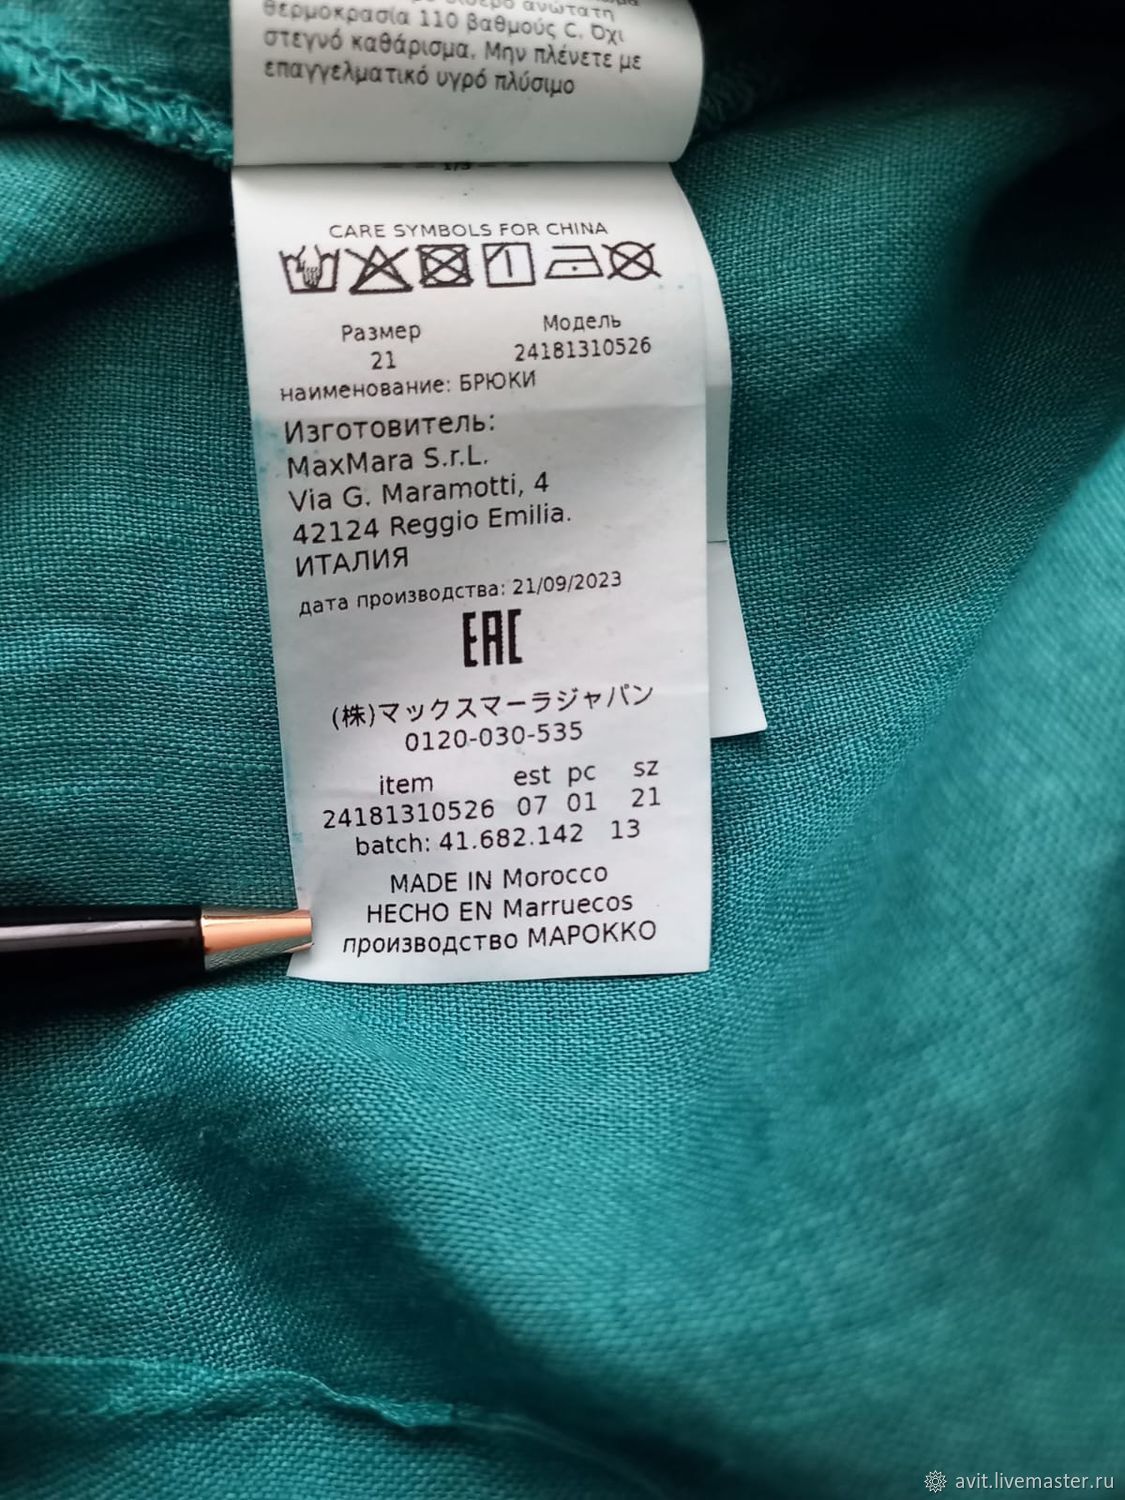 ανώτατη
θερμοκρασία 110 βαθμούς C. Όχι
στεγνό καθάρισμα. Μην πλένετε με
επαγγελματικό υγρό πλύσιμο
CARE SYMBOLS FOR CHINA
Размер Модель
21 24181310526
наименование: БРЮКИ
Изготовитель:
MaxMara S.r.L.
Via G. Maramotti, 4
42124 Reggio Emilia.
ИТАЛИЯ
дата производства: 21/09/2023
EAC
(株)マックスマーラジャパン
0120-030-535
item est pc sz
24181310526 07 01 21
batch: 41.682.142 13
MADE IN Morocco
HECHO EN Marruecos
производство МАРОККО
avit.livemaster.ru